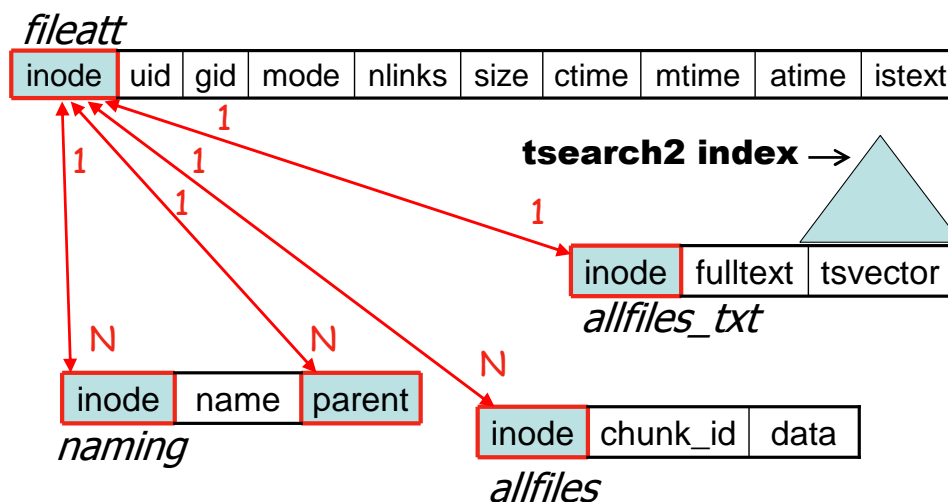 fileatt
inode uid gid mode nlinks size ctime mtime atime istext
1
1
1
1
tsearch2 index
1
inode fulltext tsvector
allfiles_txt
N
N
N
inode name parent
naming
inode chunk_id data
allfiles